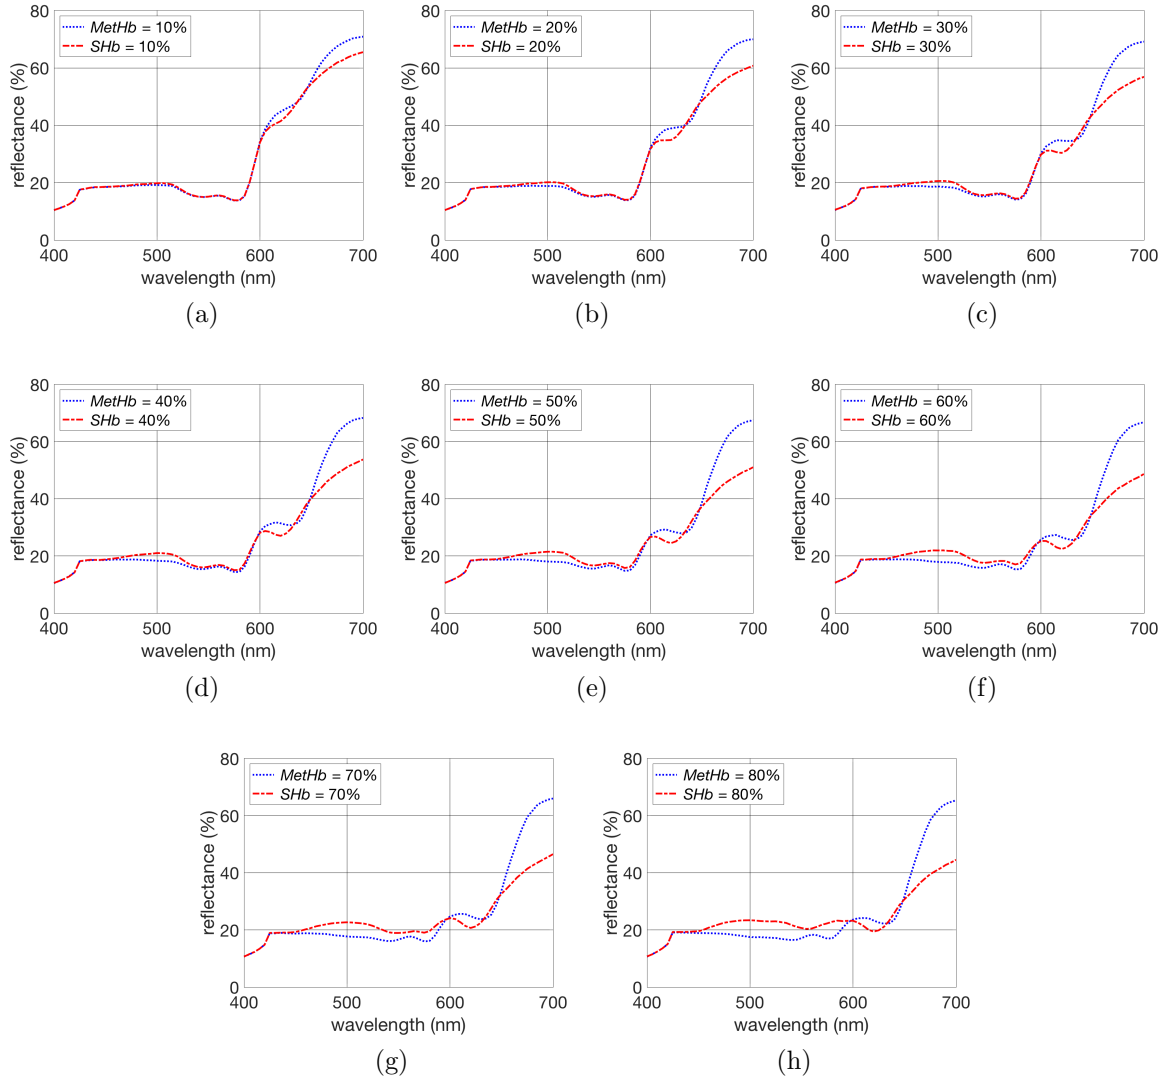 MetHb = 10%
SHb = 10%
reflectance (%)
80
60
40
20
0
400 500 600 700
wavelength (nm)
(a)
MetHb = 20%
SHb = 20%
reflectance (%)
80
60
40
20
0
400 500 600 700
wavelength (nm)
(b)
MetHb = 30%
SHb = 30%
reflectance (%)
80
60
40
20
0
400 500 600 700
wavelength (nm)
(c)
MetHb = 40%
SHb = 40%
reflectance (%)
80
60
40
20
0
400 500 600 700
wavelength (nm)
(d)
MetHb = 50%
SHb = 50%
reflectance (%)
80
60
40
20
0
400 500 600 700
wavelength (nm)
(e)
MetHb = 60%
SHb = 60%
reflectance (%)
80
60
40
20
0
400 500 600 700
wavelength (nm)
(f)
MetHb = 70%
SHb = 70%
reflectance (%)
80
60
40
20
0
400 500 600 700
wavelength (nm)
(g)
MetHb = 80%
SHb = 80%
reflectance (%)
80
60
40
20
0
400 500 600 700
wavelength (nm)
(h)